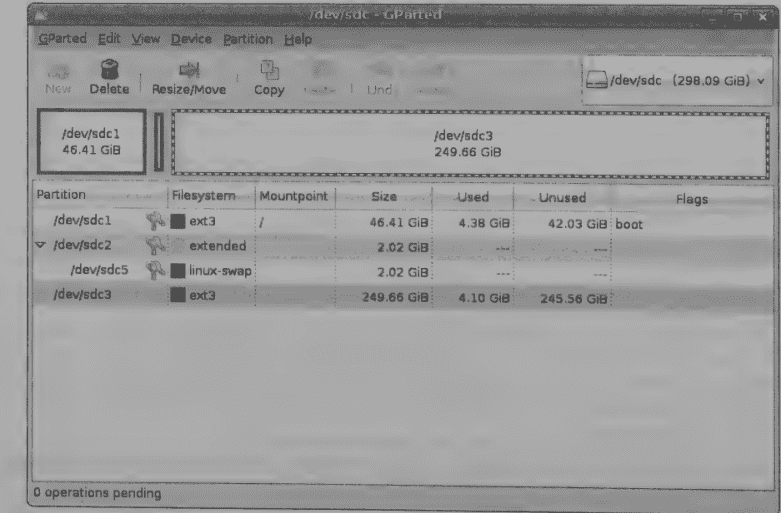 /dev/sdc - GParted
GParted Edit View Device Partition Help
New Delete Resize/Move Copy Und
/dev/sdc (298.09 GiB)
/dev/sdc1 /dev/sdc3
46.41 GiB 249.66 GiB
Partition Filesystem Mountpoint Size Used Unused Flags
/dev/sdc1 ext3 / 46.41 GiB 4.38 GiB 42.03 GiB boot
/dev/sdc2 extended 2.02 GiB --- ---
/dev/sdc5 linux-swap 2.02 GiB --- ---
/dev/sdc3 ext3 249.66 GiB 4.10 GiB 245.56 GiB
0 operations pending